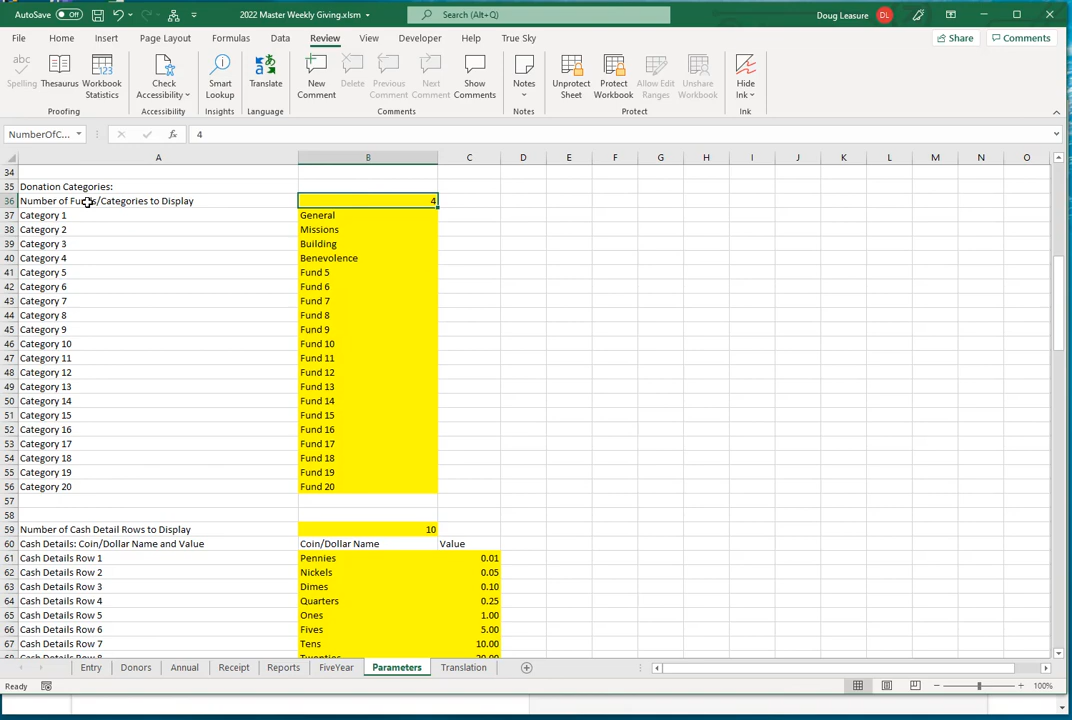 AutoSave Off 2022 Master Weekly Giving.xlsm Search (Alt+Q) Doug Leasure DL
File Home Insert Page Layout Formulas Data Review View Developer Help True Sky Share Comments
abc
Spelling Thesaurus Workbook Statistics Check Accessibility Smart Lookup Translate New Comment Delete Previous Comment Next Comment Show Comments Notes Unprotect Sheet Protect Workbook Allow Edit Ranges Unshare Workbook Hide Ink
Proofing Accessibility Insights Language Comments Notes Protect Ink
NumberOfC... fx 4
A B C D E F G H I J K L M N O
34
35 Donation Categories:
36 Number of Funds/Categories to Display 4
37 Category 1 General
38 Category 2 Missions
39 Category 3 Building
40 Category 4 Benevolence
41 Category 5 Fund 5
42 Category 6 Fund 6
43 Category 7 Fund 7
44 Category 8 Fund 8
45 Category 9 Fund 9
46 Category 10 Fund 10
47 Category 11 Fund 11
48 Category 12 Fund 12
49 Category 13 Fund 13
50 Category 14 Fund 14
51 Category 15 Fund 15
52 Category 16 Fund 16
53 Category 17 Fund 17
54 Category 18 Fund 18
55 Category 19 Fund 19
56 Category 20 Fund 20
57
58
59 Number of Cash Detail Rows to Display 10
60 Cash Details: Coin/Dollar Name and Value Coin/Dollar Name Value
61 Cash Details Row 1 Pennies 0.01
62 Cash Details Row 2 Nickels 0.05
63 Cash Details Row 3 Dimes 0.10
64 Cash Details Row 4 Quarters 0.25
65 Cash Details Row 5 Ones 1.00
66 Cash Details Row 6 Fives 5.00
67 Cash Details Row 7 Tens 10.00
68 Cash Details Row 8 Twenties 20.00
Entry Donors Annual Receipt Reports FiveYear Parameters Translation
Ready 100%